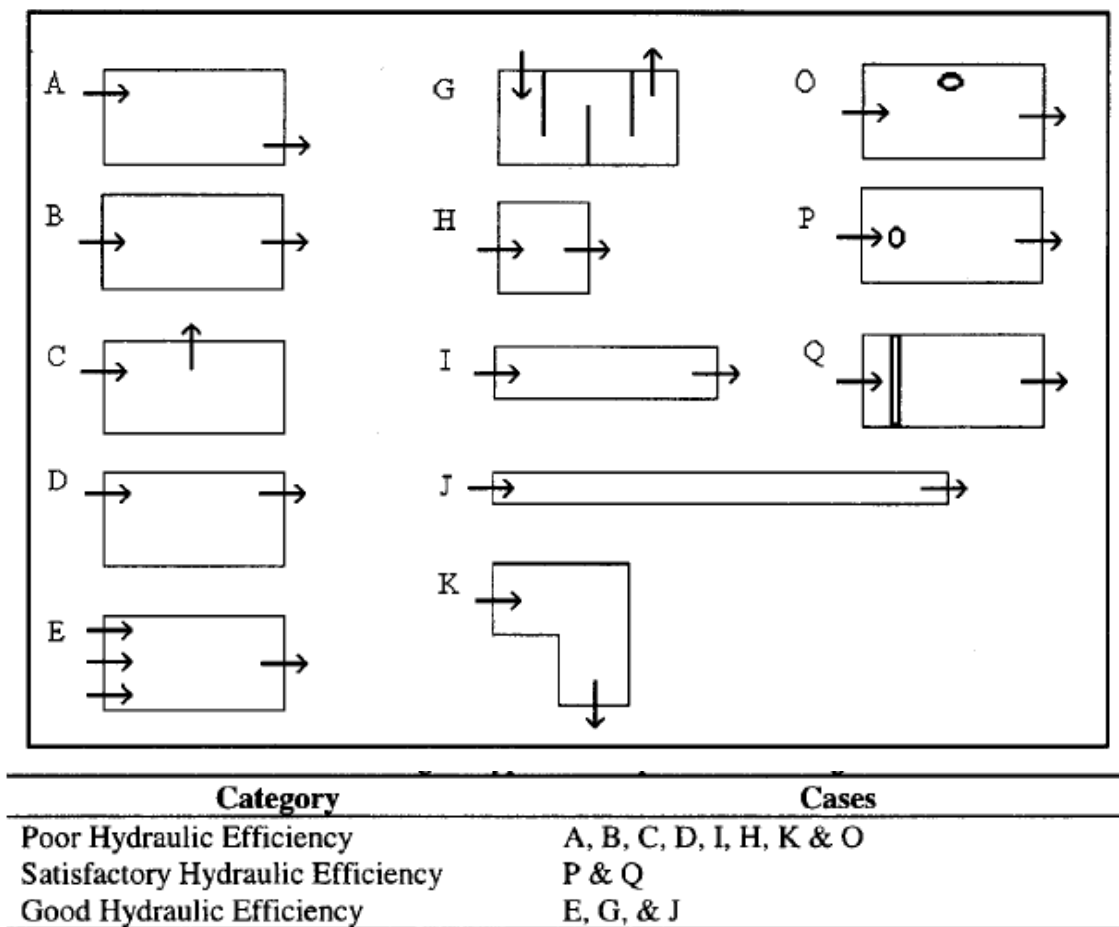 A
B
C
D
E
G
H
I
J
K
O
P
Q
Category Cases
Poor Hydraulic Efficiency A, B, C, D, I, H, K & O
Satisfactory Hydraulic Efficiency P & Q
Good Hydraulic Efficiency E, G, & J